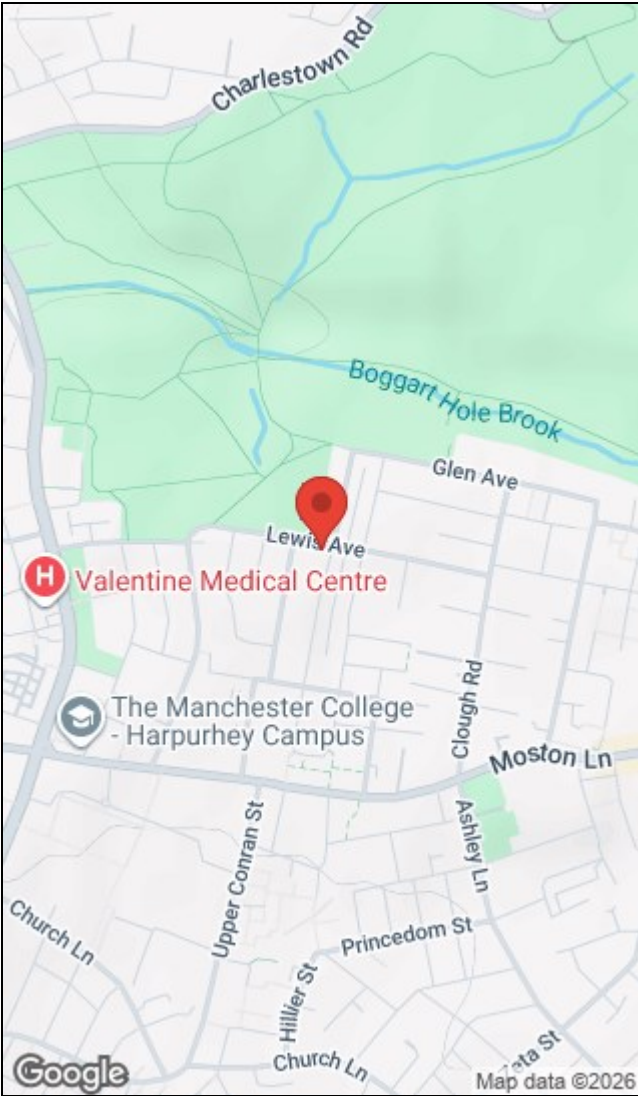 Charlestown Rd
Boggart Hole Brook
Glen Ave
Lewis Ave
H
Valentine Medical Centre
The Manchester College
- Harpurhey Campus
Clough Rd
Moston Ln
Upper Conran St
Ashley Ln
Church Ln
Princedom St
Hillier St
Church Ln
St
Google
Map data ©2026